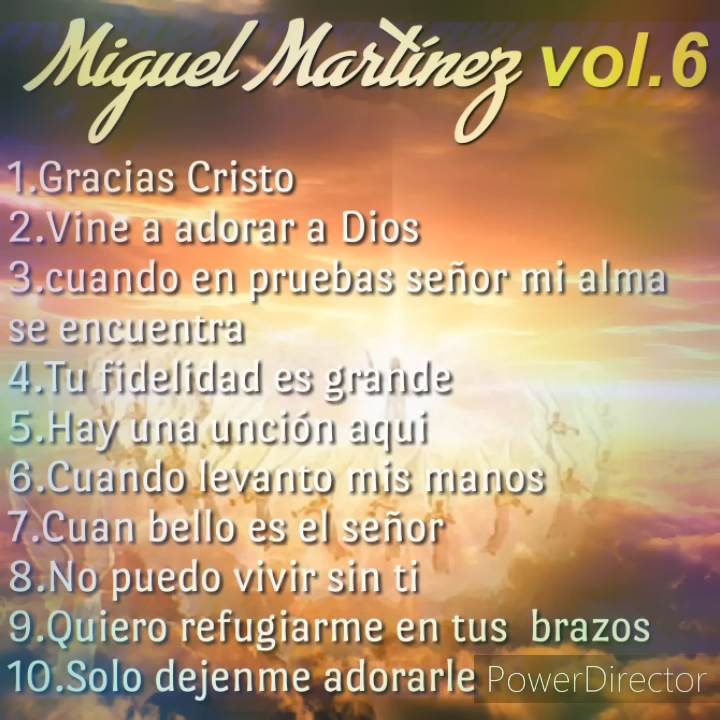 Miguel Martínez vol.6
1.Gracias Cristo
2.Vine a adorar a Dios
3.cuando en pruebas señor mi alma
se encuentra
4.Tu fidelidad es grande
5.Hay una unción aqui
6.Cuando levanto mis manos
7.Cuan bello es el señor
8.No puedo vivir sin ti
9.Quiero refugiarme en tus brazos
10.Solo dejenme adorarle PowerDirector